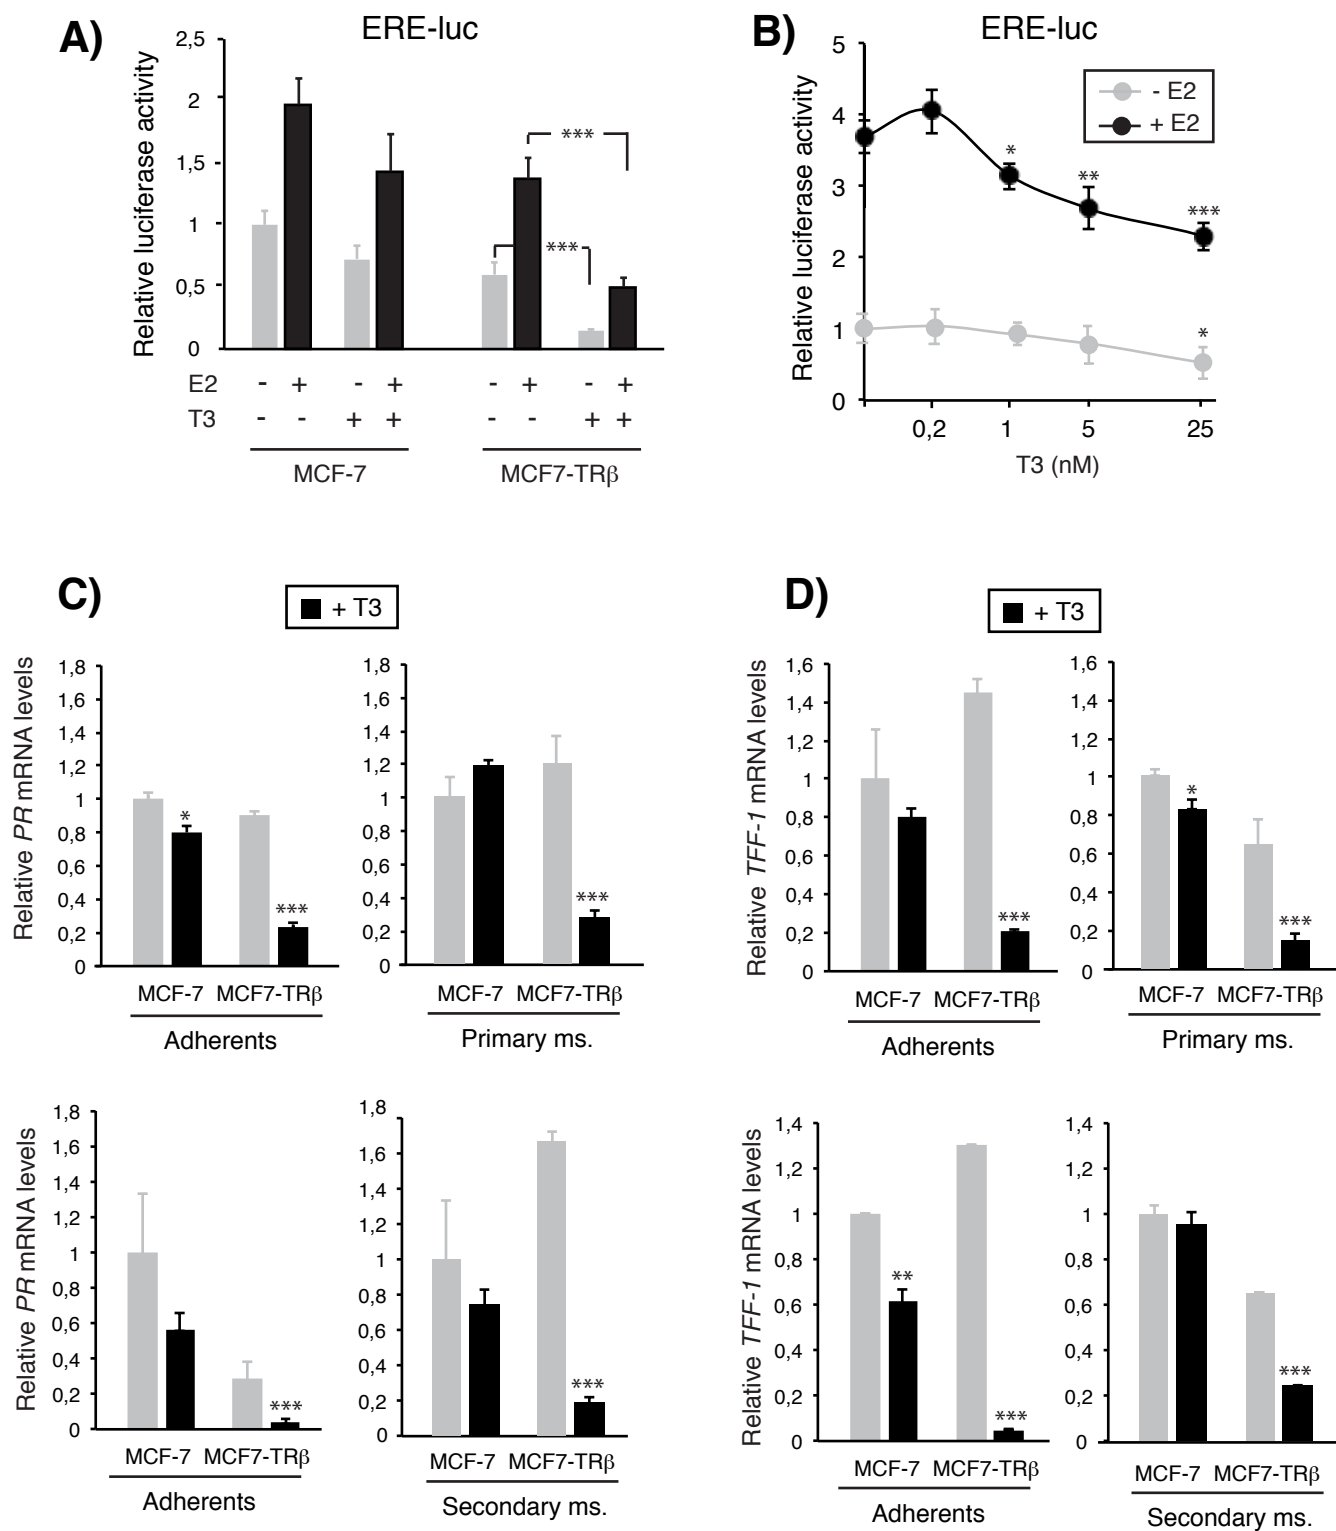 A)
ERE-luc
Relative luciferase activity
2,5
2
1,5
1
0,5
0
***
***
E2 - + - + - + - +
T3 - - + + - - + +
MCF-7 MCF7-TRβ
B)
ERE-luc
Relative luciferase activity
5
4
3
2
1
0
- E2
+ E2
*
**
***
*
0,2 1 5 25
T3 (nM)
C)
+ T3
Relative PR mRNA levels
1,8
1,6
1,4
1,2
1
0,8
0,6
0,4
0,2
0
*
***
MCF-7 MCF7-TRβ
Adherents
1,8
1,6
1,4
1,2
1
0,8
0,6
0,4
0,2
0
***
MCF-7 MCF7-TRβ
Primary ms.
Relative PR mRNA levels
1,8
1,6
1,4
1,2
1
0,8
0,6
0,4
0,2
0
***
MCF-7 MCF7-TRβ
Adherents
1,8
1,6
1,4
1,2
1
0,8
0,6
0,4
0,2
0
***
MCF-7 MCF7-TRβ
Secondary ms.
D)
+ T3
Relative TFF-1 mRNA levels
1,6
1,4
1,2
1
0,8
0,6
0,4
0,2
0
***
MCF-7 MCF7-TRβ
Adherents
1,6
1,4
1,2
1
0,8
0,6
0,4
0,2
0
*
***
MCF-7 MCF7-TRβ
Primary ms.
Relative TFF-1 mRNA levels
1,4
1,2
1
0,8
0,6
0,4
0,2
0
**
***
MCF-7 MCF7-TRβ
Adherents
1,4
1,2
1
0,8
0,6
0,4
0,2
0
***
MCF-7 MCF7-TRβ
Secondary ms.